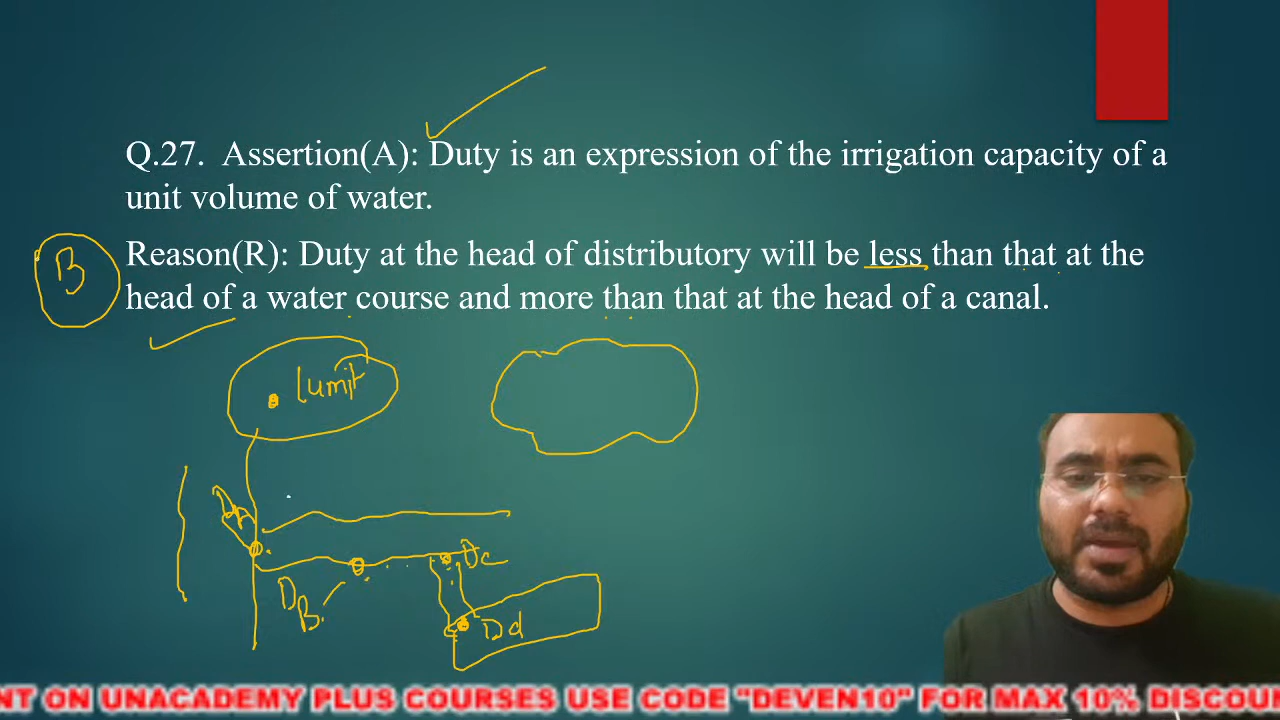 Q.27. Assertion(A): Duty is an expression of the irrigation capacity of a
unit volume of water.
Reason(R): Duty at the head of distributory will be less than that at the
head of a water course and more than that at the head of a canal.
B
1 unit
DA
DB
Dc
Dd
NT ON UNACADEMY PLUS COURSES USE CODE "DEVEN10" FOR MAX 10% DISCOU